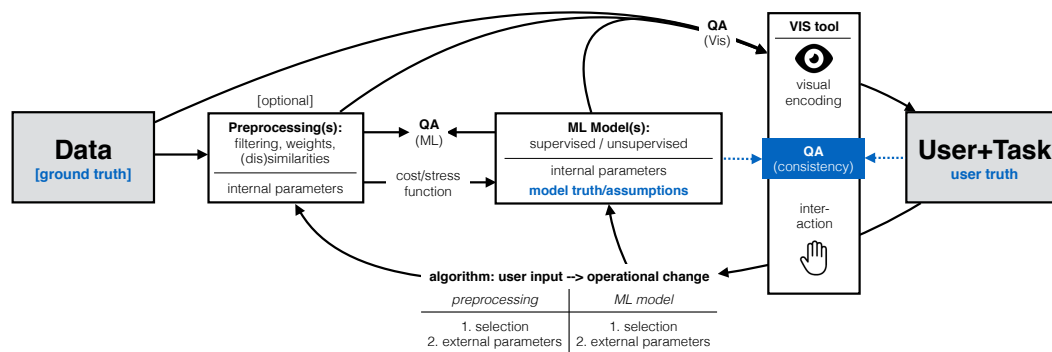 Data
[ground truth]
[optional]
Preprocessing(s):
filtering, weights,
(dis)similarities
internal parameters
QA
(ML)
cost/stress
function
ML Model(s):
supervised / unsupervised
internal parameters
model truth/assumptions
QA
(Vis)
VIS tool
visual
encoding
QA
(consistency)
inter-
action
User+Task
user truth
algorithm: user input --> operational change
preprocessing
ML model
1. selection
2. external parameters
1. selection
2. external parameters